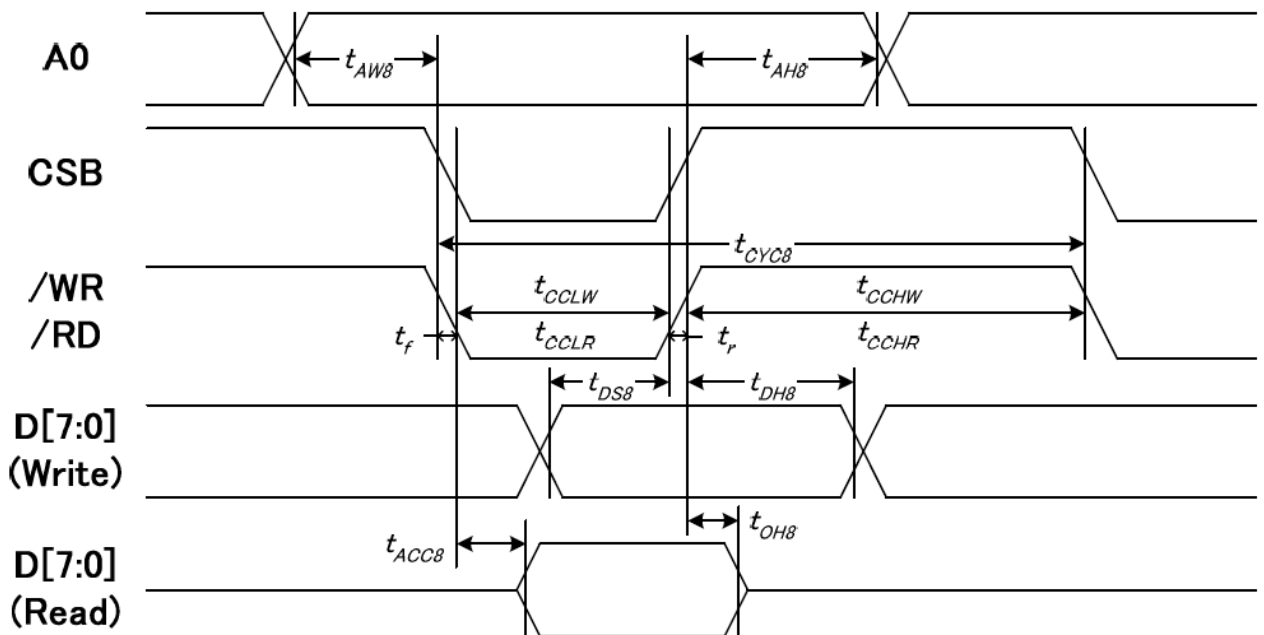 A0
t_AW8
t_AH8
CSB
t_CYC8
/WR
/RD
t_CCLW
t_CCHW
t_f
t_CCLR
t_r
t_CCHR
t_DS8
t_DH8
D[7:0]
(Write)
t_ACC8
t_OH8
D[7:0]
(Read)